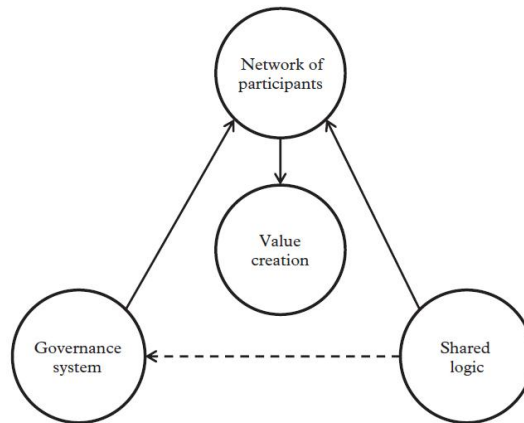 Network of
participants
Value
creation
Governance
system
Shared
logic